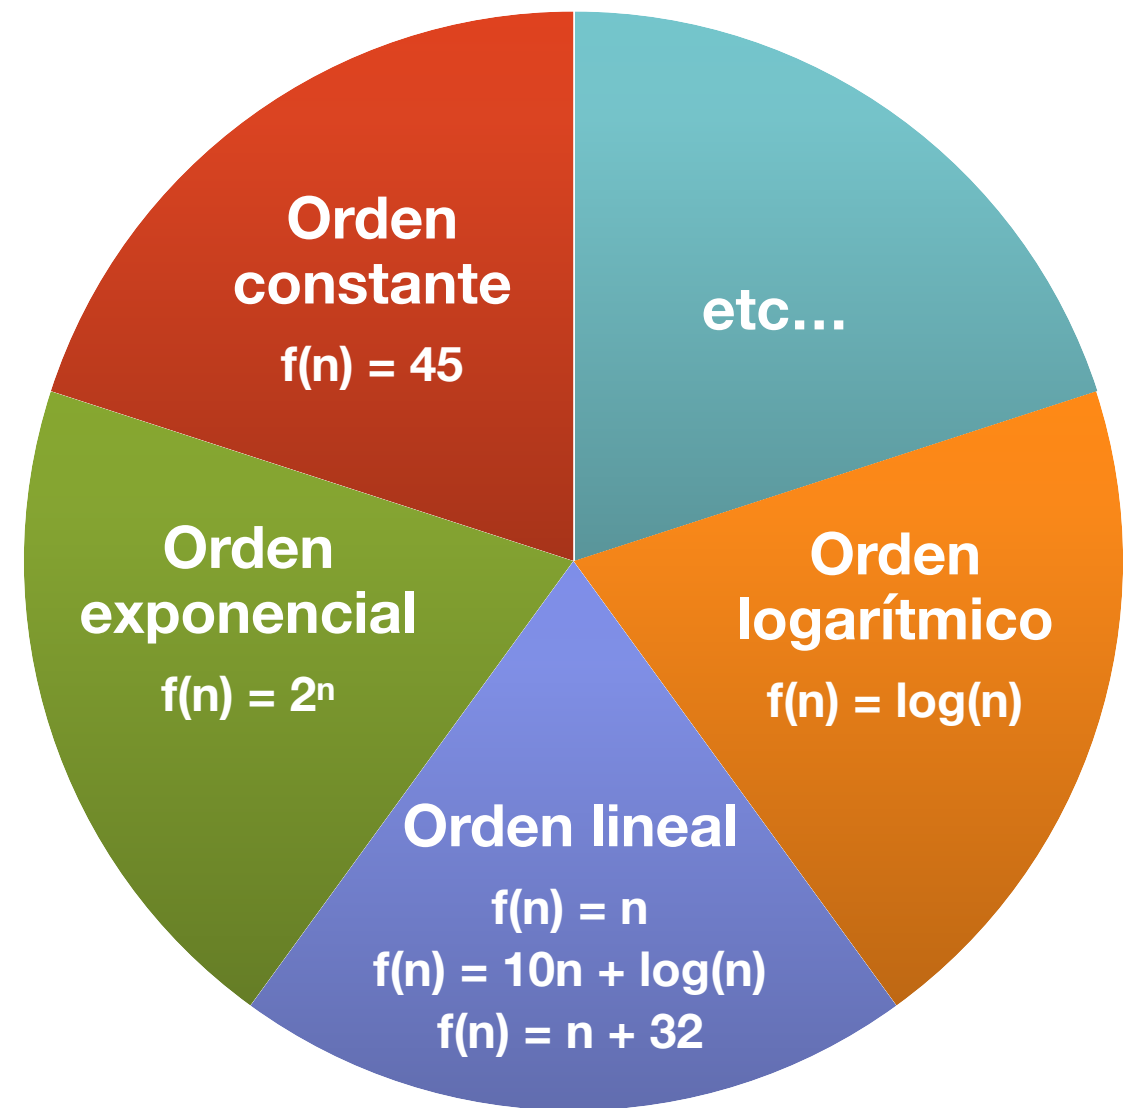 Orden
constante
f(n) = 45
etc…
Orden
exponencial
f(n) = 2ⁿ
Orden
logarítmico
f(n) = log(n)
Orden lineal
f(n) = n
f(n) = 10n + log(n)
f(n) = n + 32